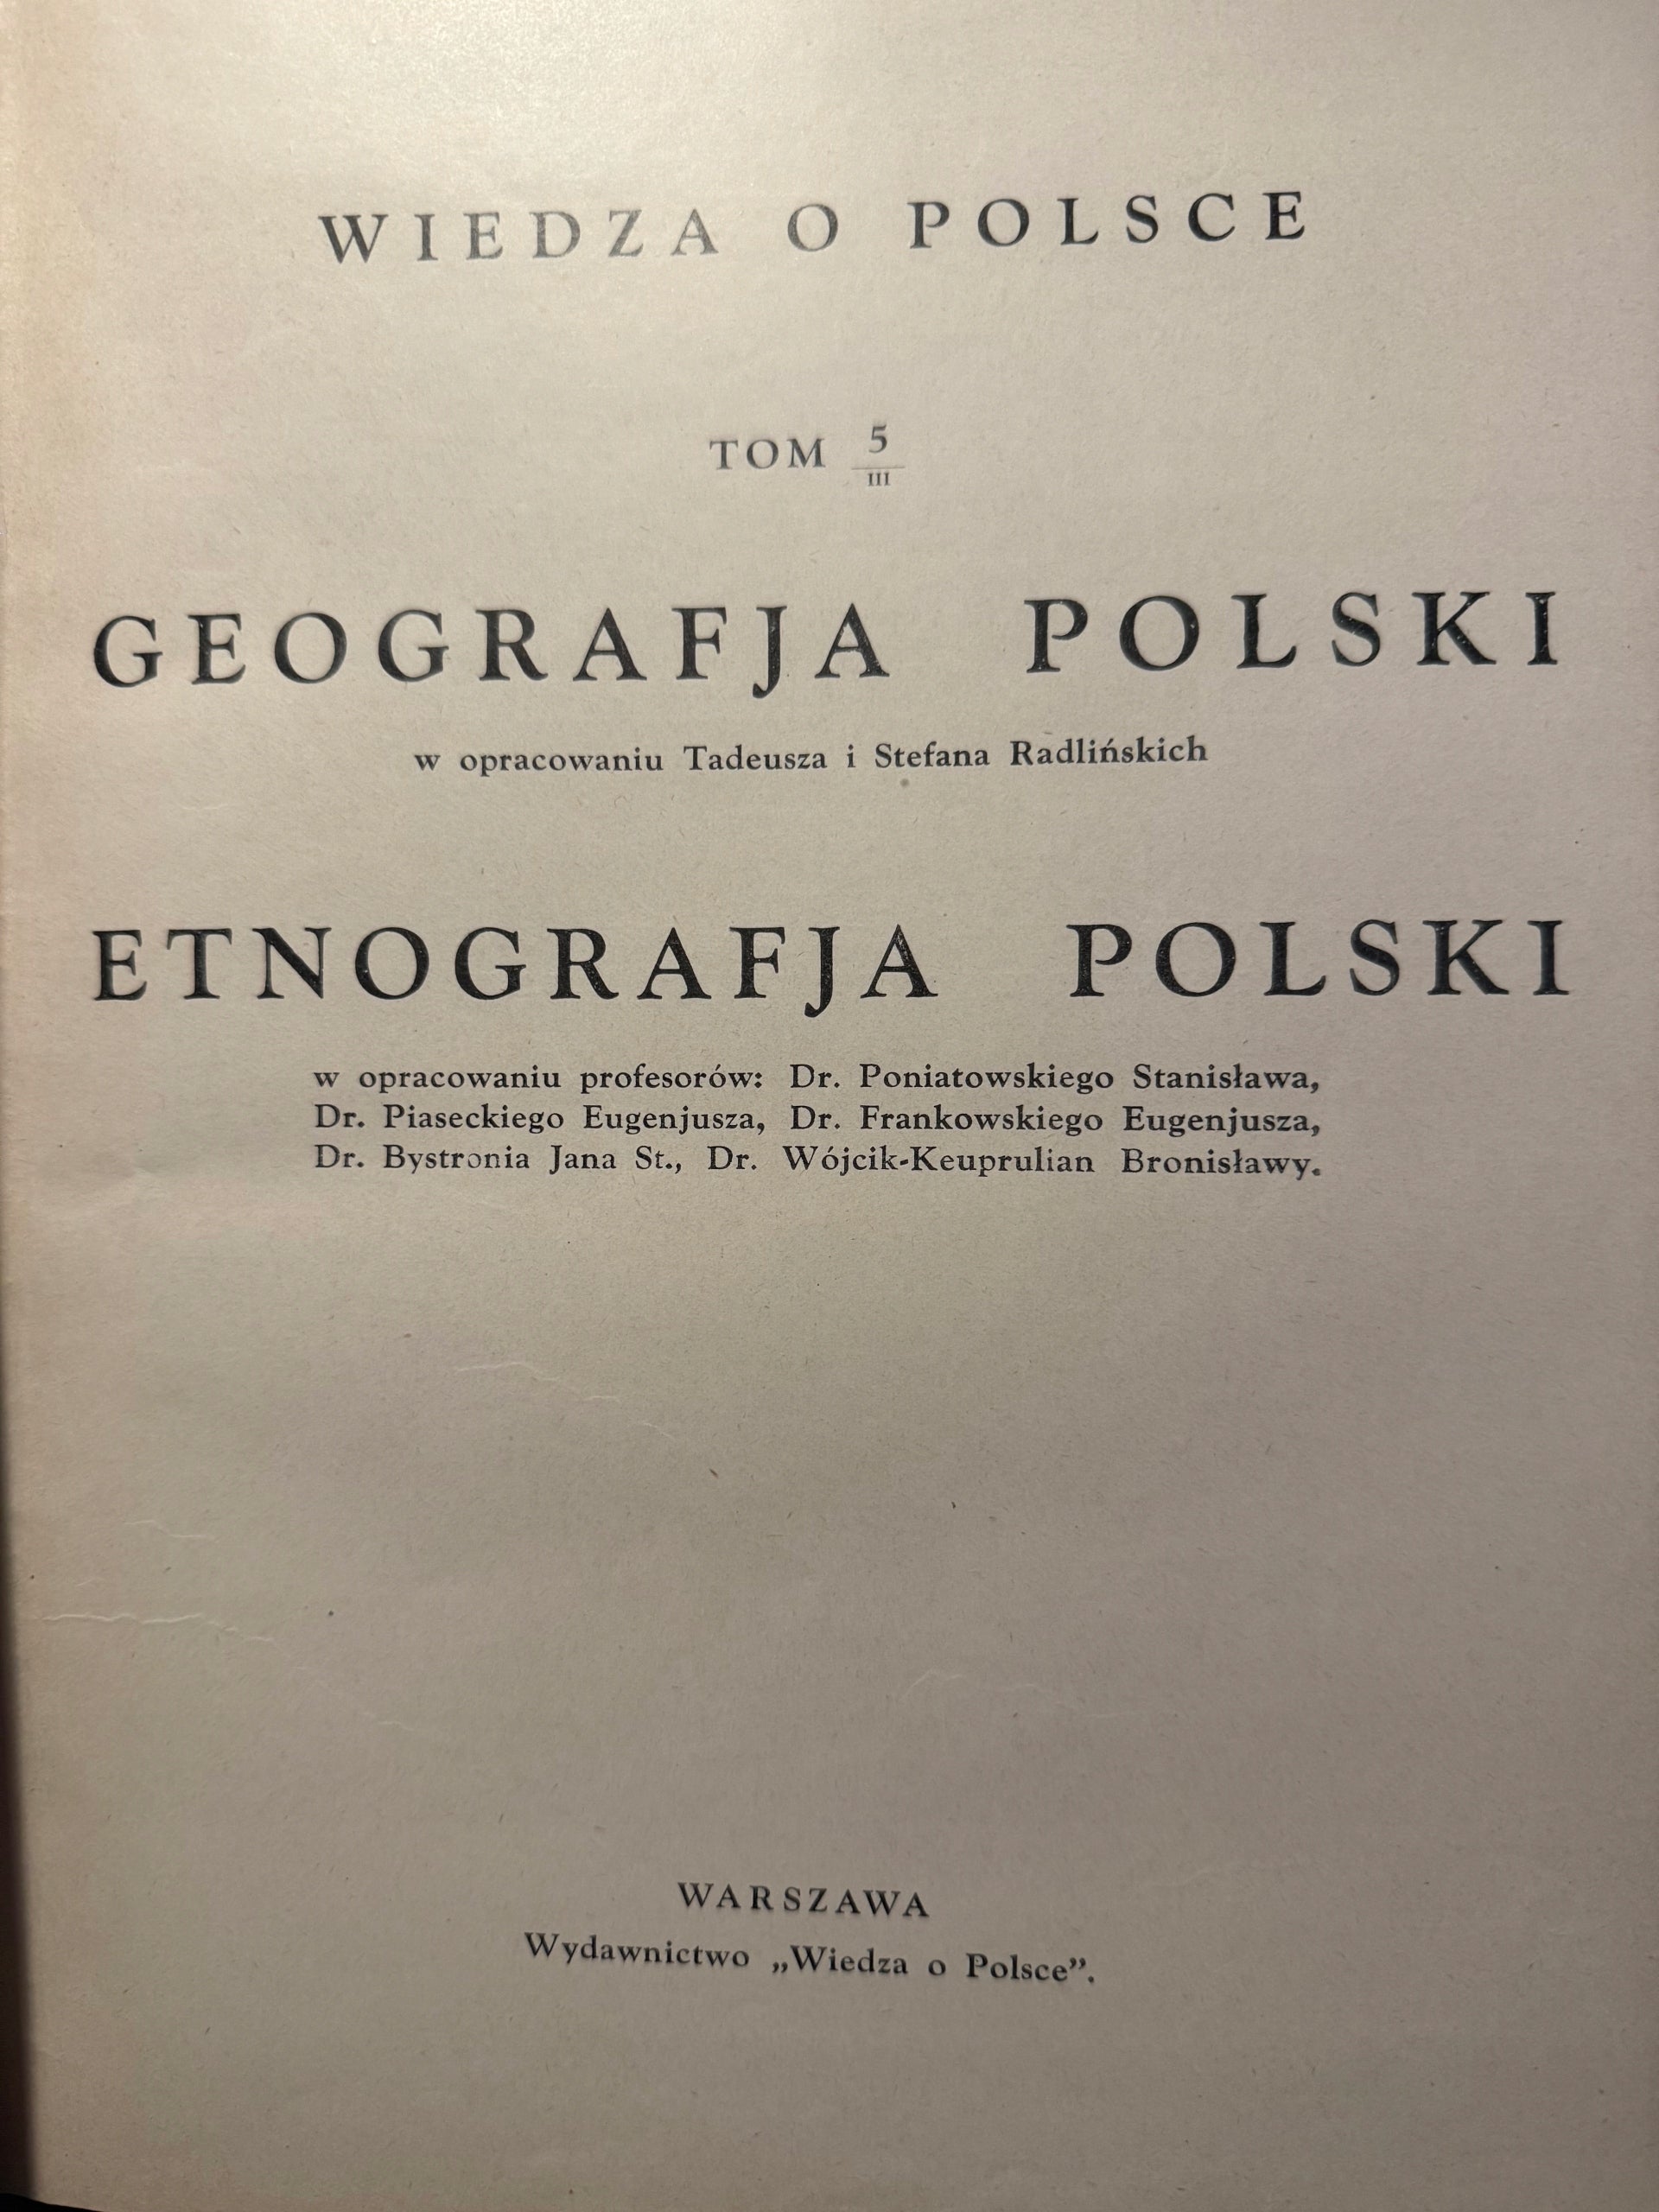 WIEDZA O POLSCE
TOM 5/III
GEOGRAFJA POLSKI
w opracowaniu Tadeusza i Stefana Radlińskich
ETNOGRAFJA POLSKI
w opracowaniu profesorów: Dr. Poniatowskiego Stanisława,
Dr. Piaseckiego Eugenjusza, Dr. Frankowskiego Eugenjusza,
Dr. Bystronia Jana St., Dr. Wójcik-Keuprulian Bronisławy.
WARSZAWA
Wydawnictwo „Wiedza o Polsce”.